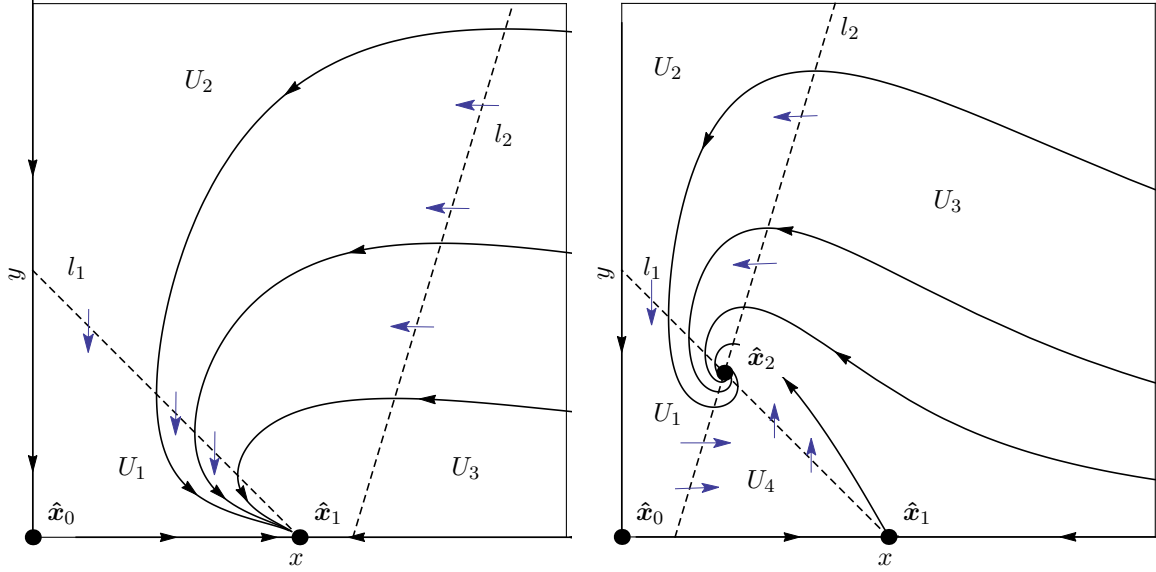 U₂
l₂
l₁
y
U₁
U₃
x̂₀
x̂₁
x
l₂
U₂
U₃
l₁
y
x̂₂
U₁
U₄
x̂₀
x̂₁
x